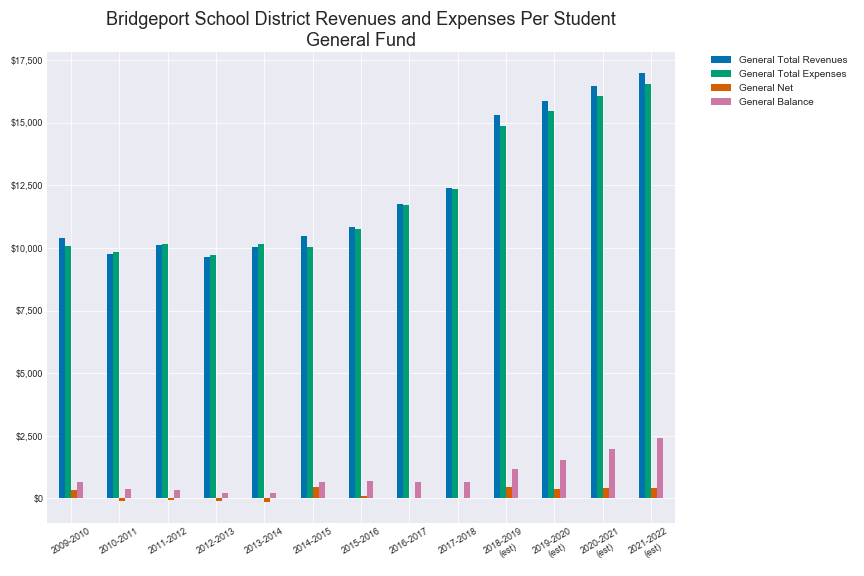 Bridgeport School District Revenues and Expenses Per Student
General Fund
General Total Revenues
General Total Expenses
General Net
General Balance
$17,500
$15,000
$12,500
$10,000
$7,500
$5,000
$2,500
$0
2009-2010
2010-2011
2011-2012
2012-2013
2013-2014
2014-2015
2015-2016
2016-2017
2017-2018
2018-2019
(est)
2019-2020
(est)
2020-2021
(est)
2021-2022
(est)